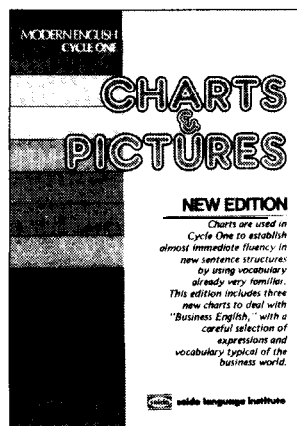 MODERN ENGLISH
CYCLE ONE
CHARTS
&
PICTURES
NEW EDITION
Charts are used in
Cycle One to establish
almost immediate fluency in
new sentence structures
by using vocabulary
already very familiar.
This edition includes three
new charts to deal with
"Business English," with a
careful selection of
expressions and
vocabulary typical of the
business world.
seido
seido language institute